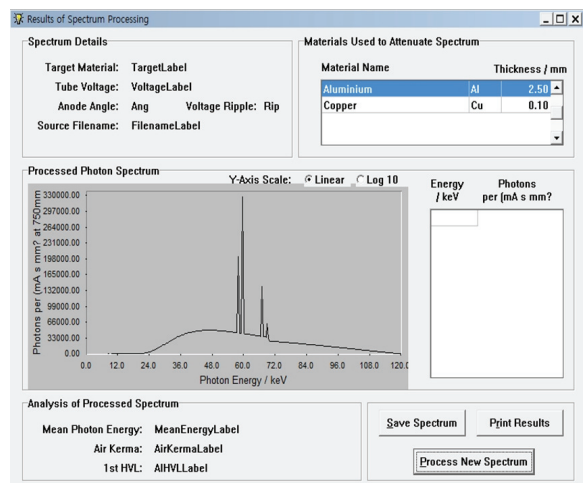 Results of Spectrum Processing
Spectrum Details
Target Material: TargetLabel
Tube Voltage: VoltageLabel
Anode Angle: Ang Voltage Ripple: Rip
Source Filename: FilenameLabel
Materials Used to Attenuate Spectrum
Material Name Thickness / mm
Aluminium Al 2.50
Copper Cu 0.10
Processed Photon Spectrum
Y-Axis Scale: Linear Log 10
Photons per (mA s mm? at 750mm
330000.00
297000.00
264000.00
231000.00
198000.00
165000.00
132000.00
99000.00
66000.00
33000.00
0.00
0.0 12.0 24.0 36.0 48.0 60.0 72.0 84.0 96.0 108.0 120.0
Photon Energy / keV
Energy / keV
Photons per (mA s mm?
Analysis of Processed Spectrum
Mean Photon Energy: MeanEnergyLabel
Air Kerma: AirKermaLabel
1st HVL: AlHVLLabel
Save Spectrum Print Results
Process New Spectrum